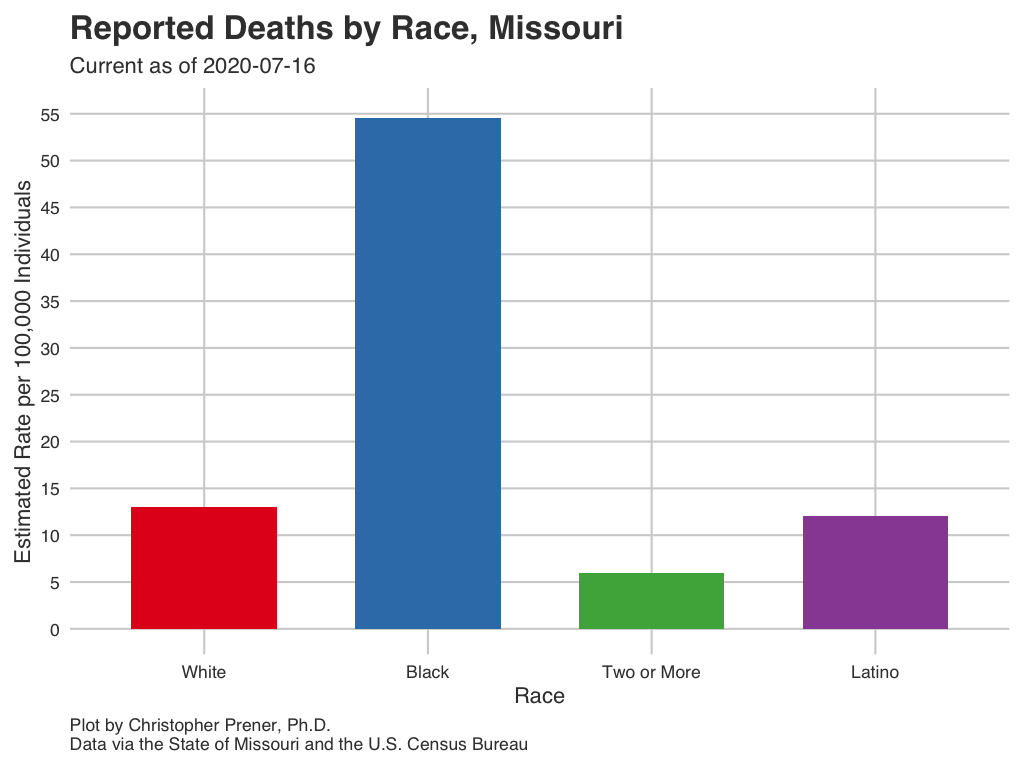 Reported Deaths by Race, Missouri
Current as of 2020-07-16
Estimated Rate per 100,000 Individuals
55
50
45
40
35
30
25
20
15
10
5
0
White Black Two or More Latino
Race
Plot by Christopher Prener, Ph.D.
Data via the State of Missouri and the U.S. Census Bureau